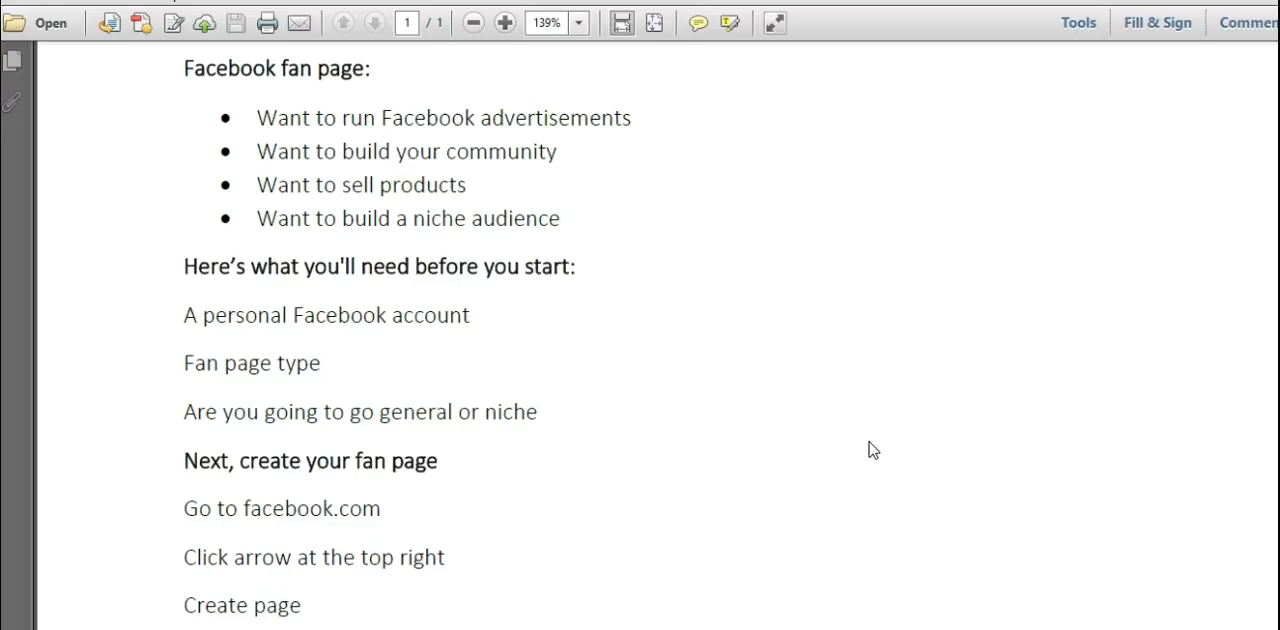 Open
1 / 1
139%
Tools
Fill & Sign
Commen
Facebook fan page:
Want to run Facebook advertisements
Want to build your community
Want to sell products
Want to build a niche audience
Here's what you'll need before you start:
A personal Facebook account
Fan page type
Are you going to go general or niche
Next, create your fan page
Go to facebook.com
Click arrow at the top right
Create page